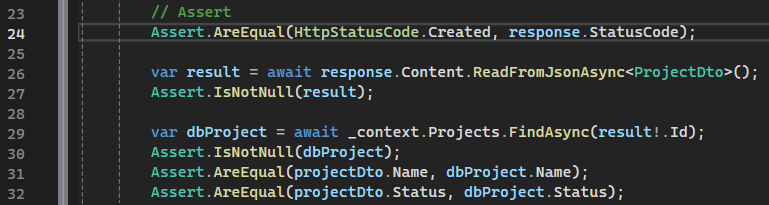 23 // Assert
24 Assert.AreEqual(HttpStatusCode.Created, response.StatusCode);
25
26 var result = await response.Content.ReadFromJsonAsync<ProjectDto>();
27 Assert.IsNotNull(result);
28
29 var dbProject = await _context.Projects.FindAsync(result!.Id);
30 Assert.IsNotNull(dbProject);
31 Assert.AreEqual(projectDto.Name, dbProject.Name);
32 Assert.AreEqual(projectDto.Status, dbProject.Status);